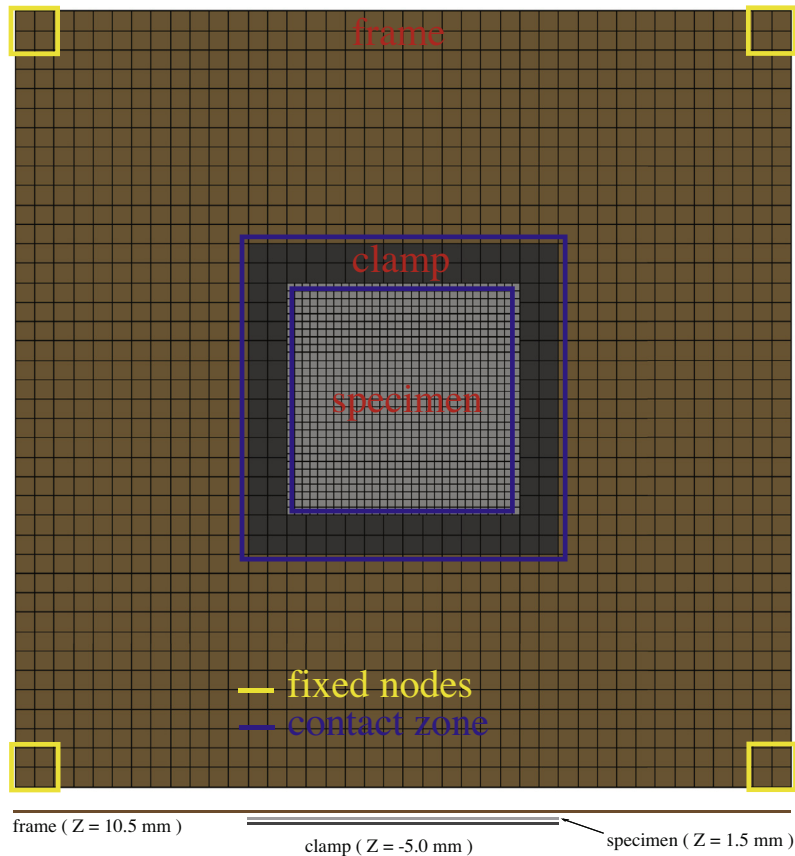 frame
clamp
specimen
fixed nodes
contact zone
frame ( Z = 10.5 mm )
clamp ( Z = -5.0 mm )
specimen ( Z = 1.5 mm )